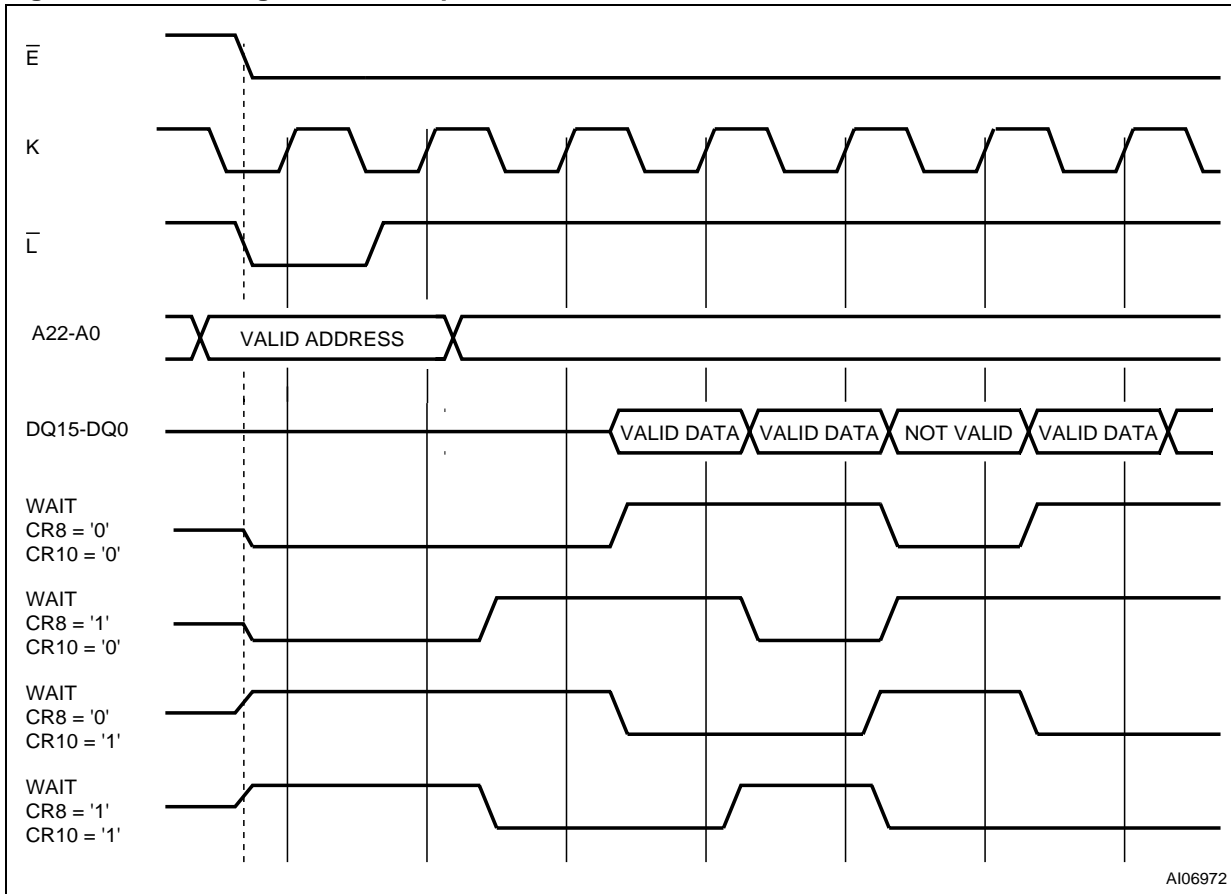 E
K
L
A22-A0
VALID ADDRESS
DQ15-DQ0
VALID DATA
VALID DATA
NOT VALID
VALID DATA
WAIT
CR8 = '0'
CR10 = '0'
WAIT
CR8 = '1'
CR10 = '0'
WAIT
CR8 = '0'
CR10 = '1'
WAIT
CR8 = '1'
CR10 = '1'
AI06972